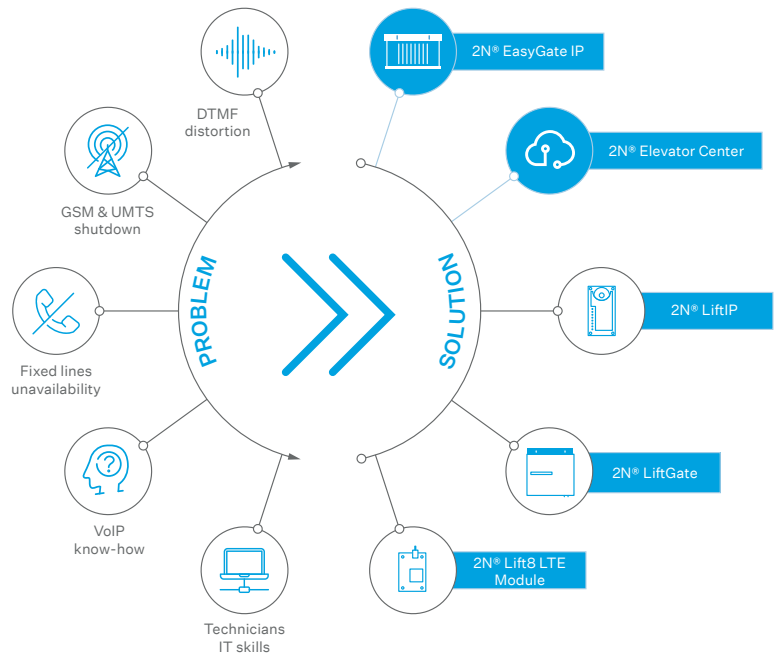 DTMF
distortion
GSM & UMTS
shutdown
Fixed lines
unavailability
VoIP
know-how
Technicians
IT skills
PROBLEM
SOLUTION
2N® EasyGate IP
2N® Elevator Center
2N® LiftIP
2N® LiftGate
2N® Lift8 LTE
Module
?